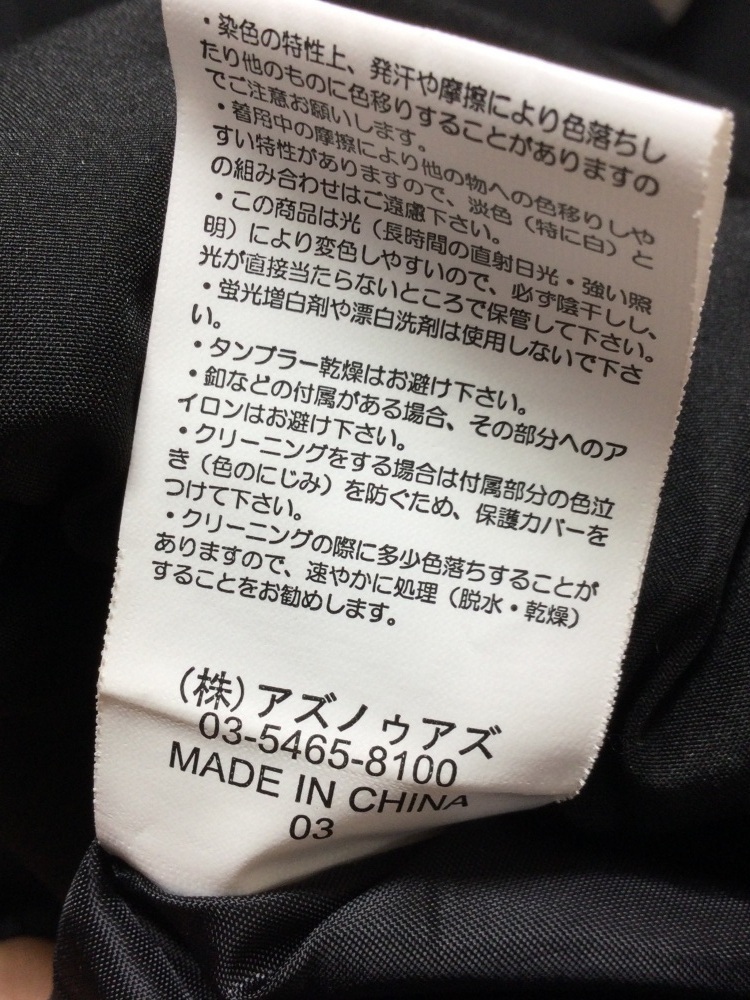 ・染色の特性上、発汗や摩擦により色落ちし
たり他のものに色移りすることがありますの
でご注意お願いします。
・着用中の摩擦により他の物への色移りしや
すい特性がありますので、淡色（特に白）と
の組み合わせはご遠慮下さい。
・この商品は光（長時間の直射日光・強い照
明）により変色しやすいので、必ず陰干しし、
光が直接当たらないところで保管して下さい。
・蛍光増白剤や漂白洗剤は使用しないで下さ
い。
・タンブラー乾燥はお避け下さい。
・釦などの付属がある場合、その部分へのア
イロンはお避け下さい。
・クリーニングをする場合は付属部分の色泣
き（色のにじみ）を防ぐため、保護カバーを
つけて下さい。
・クリーニングの際に多少色落ちすることが
ありますので、速やかに処理（脱水・乾燥）
することをお勧めします。
（株）アズノゥアズ
03-5465-8100
MADE IN CHINA
03